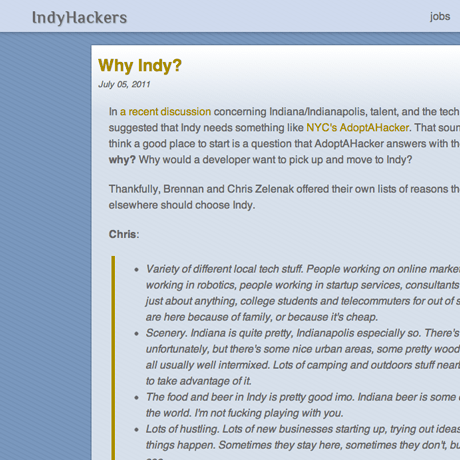 IndyHackers
jobs
Why Indy?
July 05, 2011
In a recent discussion concerning Indiana/Indianapolis, talent, and the tech
suggested that Indy needs something like NYC's AdoptAHacker. That soun
think a good place to start is a question that AdoptAHacker answers with the
why? Why would a developer want to pick up and move to Indy?
Thankfully, Brennan and Chris Zelenak offered their own lists of reasons the
elsewhere should choose Indy.
Chris:
• Variety of different local tech stuff. People working on online market
working in robotics, people working in startup services, consultants
just about anything, college students and telecommuters for out of s
are here because of family, or because it's cheap.
• Scenery. Indiana is quite pretty, Indianapolis especially so. There's
unfortunately, but there's some nice urban areas, some pretty wood
all usually well intermixed. Lots of camping and outdoors stuff near
to take advantage of it.
• The food and beer in Indy is pretty good imo. Indiana beer is some
the world. I'm not fucking playing with you.
• Lots of hustling. Lots of new businesses starting up, trying out ideas
things happen. Sometimes they stay here, sometimes they don't, bu